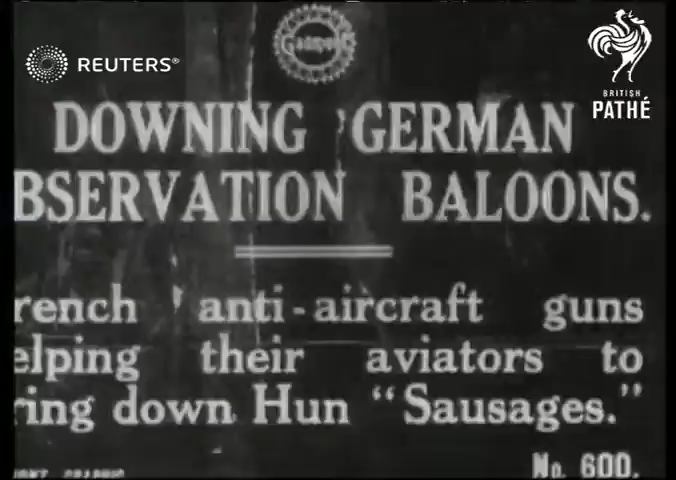 Gaumont
REUTERS
BRITISH
PATHÉ
DOWNING GERMAN
BSERVATION BALOONS.
rench anti-aircraft guns
elping their aviators to
ring down Hun "Sausages."
No. 600.